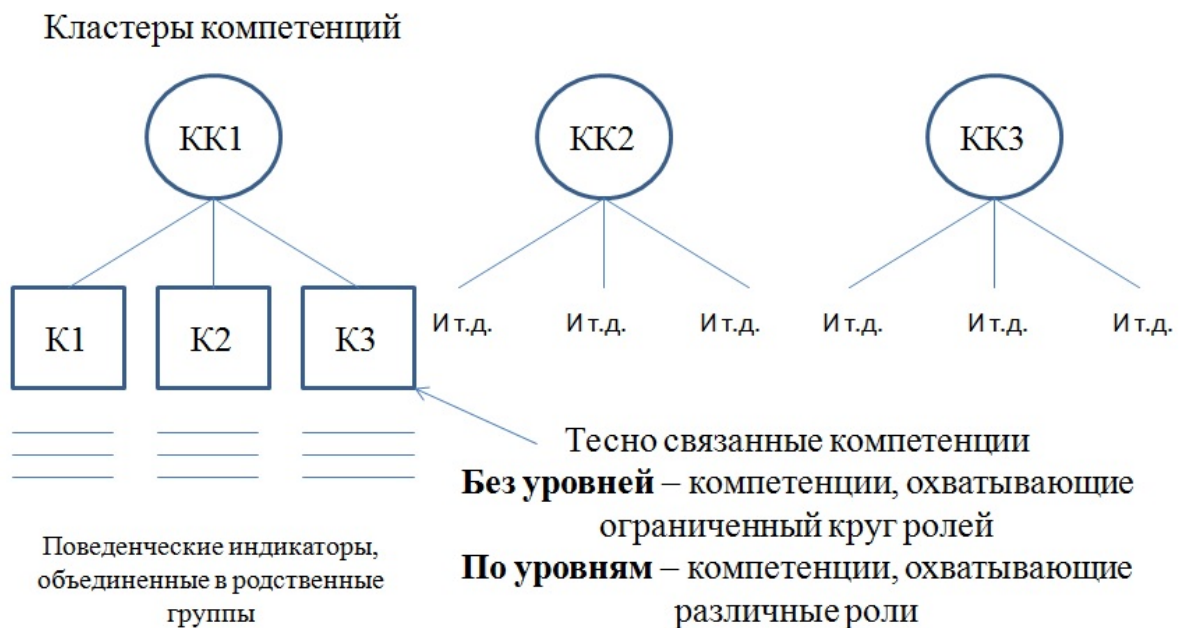 Кластеры компетенций
КК1
КК2
КК3
К1
К2
К3
И т.д.
И т.д.
И т.д.
И т.д.
И т.д.
И т.д.
Тесно связанные компетенции
Без уровней – компетенции, охватывающие
ограниченный круг ролей
По уровням – компетенции, охватывающие
различные роли
Поведенческие индикаторы,
объединенные в родственные
группы